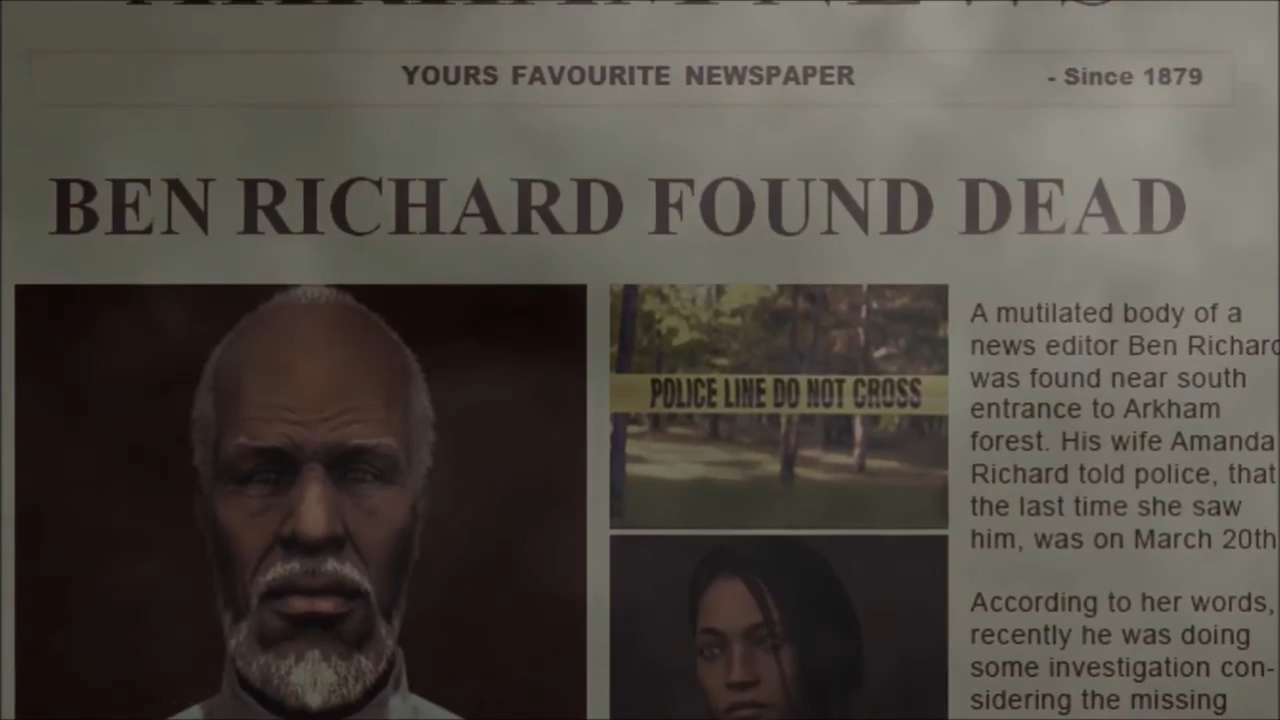 YOURS FAVOURITE NEWSPAPER
- Since 1879
BEN RICHARD FOUND DEAD
POLICE LINE DO NOT CROSS
A mutilated body of a
news editor Ben Richard
was found near south
entrance to Arkham
forest. His wife Amanda
Richard told police, that
the last time she saw
him, was on March 20th
According to her words,
recently he was doing
some investigation con-
sidering the missing